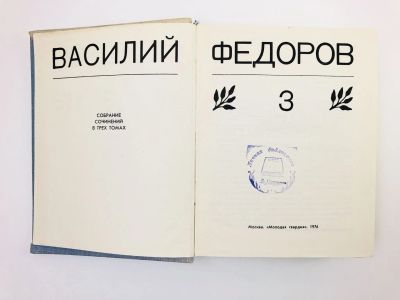 ВАСИЛИЙ
СОБРАНИЕ
СОЧИНЕНИЙ
В ТРЕХ ТОМАХ
ФЕДОРОВ
3
Москва. «Молодая гвардия». 1976